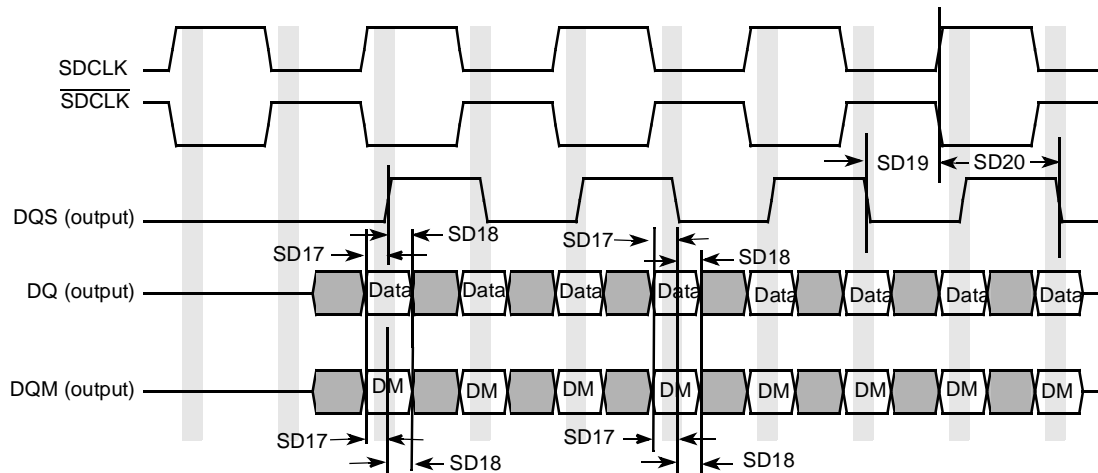 SDCLK
SDCLK
SD19 SD20
DQS (output)
SD18 SD17
SD17 SD18
DQ (output) Data Data Data Data Data Data Data Data
DQM (output) DM DM DM DM DM DM DM DM
SD17 SD17
SD18 SD18